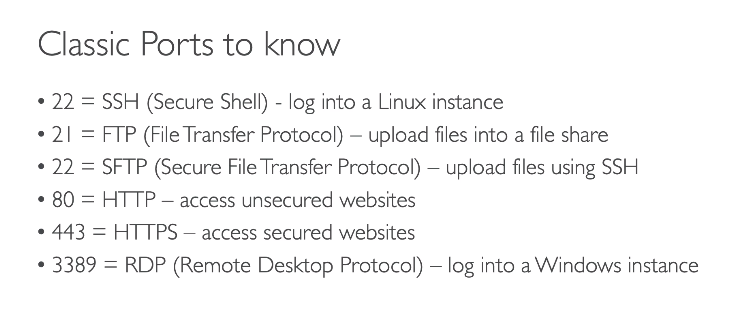 Classic Ports to know
• 22 = SSH (Secure Shell) - log into a Linux instance
• 21 = FTP (File Transfer Protocol) – upload files into a file share
• 22 = SFTP (Secure File Transfer Protocol) – upload files using SSH
• 80 = HTTP – access unsecured websites
• 443 = HTTPS – access secured websites
• 3389 = RDP (Remote Desktop Protocol) – log into a Windows instance